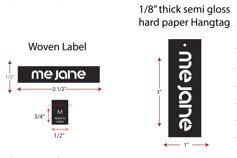 1/8" thick semi gloss
hard paper Hangtag
Woven Label
me jane
1/2"
2 1/2"
3/4"
M
1/2"
me jane
3"
1"